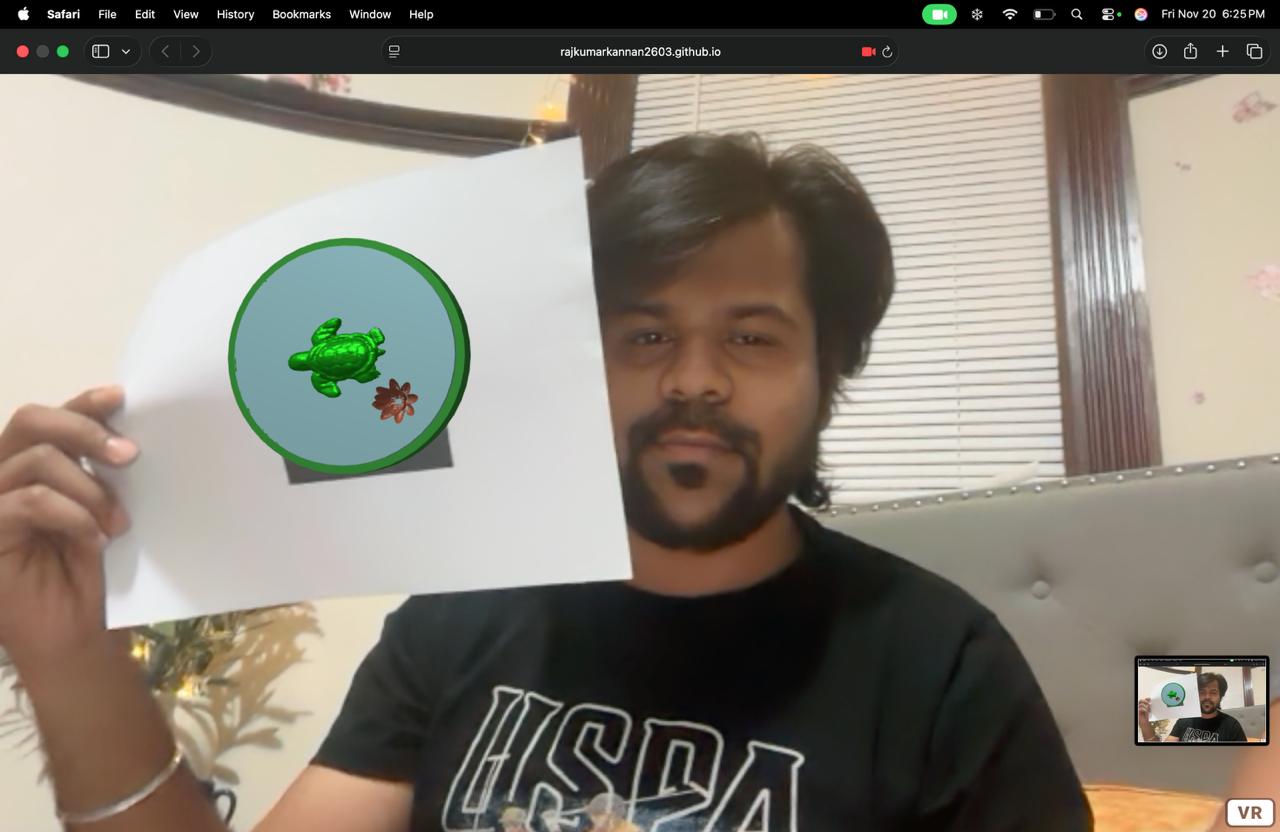 Safari File Edit View History Bookmarks Window Help Fri Nov 20 6:25 PM
rajkumarkannan2603.github.io
USPA
VR